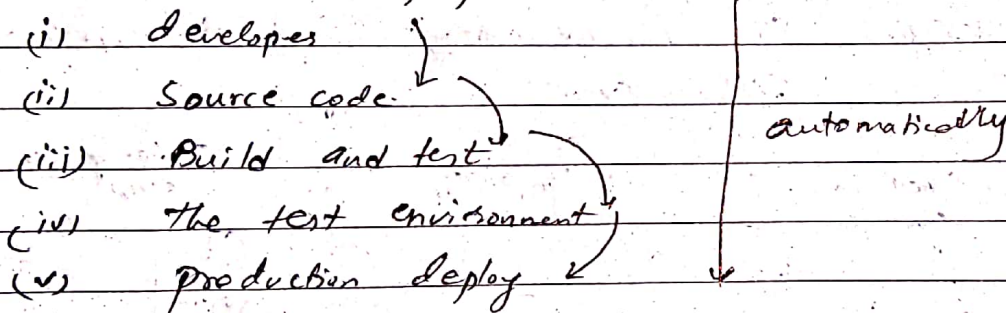 (i) developes
(ii) Source code.
automatically
(iii) Build and test
(iv) the test environment
(v) production deploy